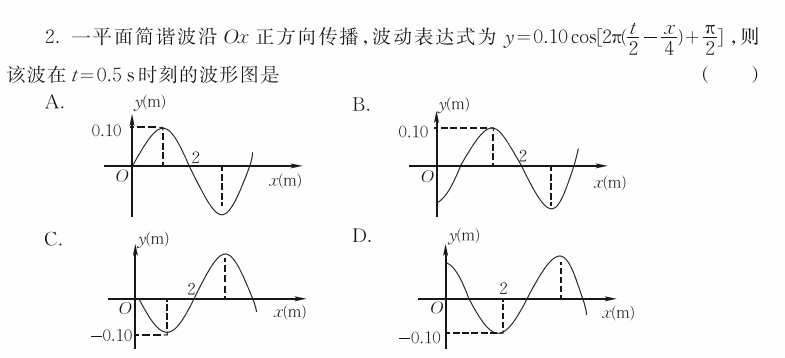 2. 一平面简谐波沿 Ox 正方向传播,波动表达式为 y=0.10cos[2π(t/2−x/4)+π/2],则
该波在 t=0.5 s时刻的波形图是 ( )
A. y(m) 0.10 2 O x(m)
B. y(m) 0.10 2 O x(m)
C. y(m) 2 O x(m) −0.10
D. y(m) 2 O x(m) −0.10